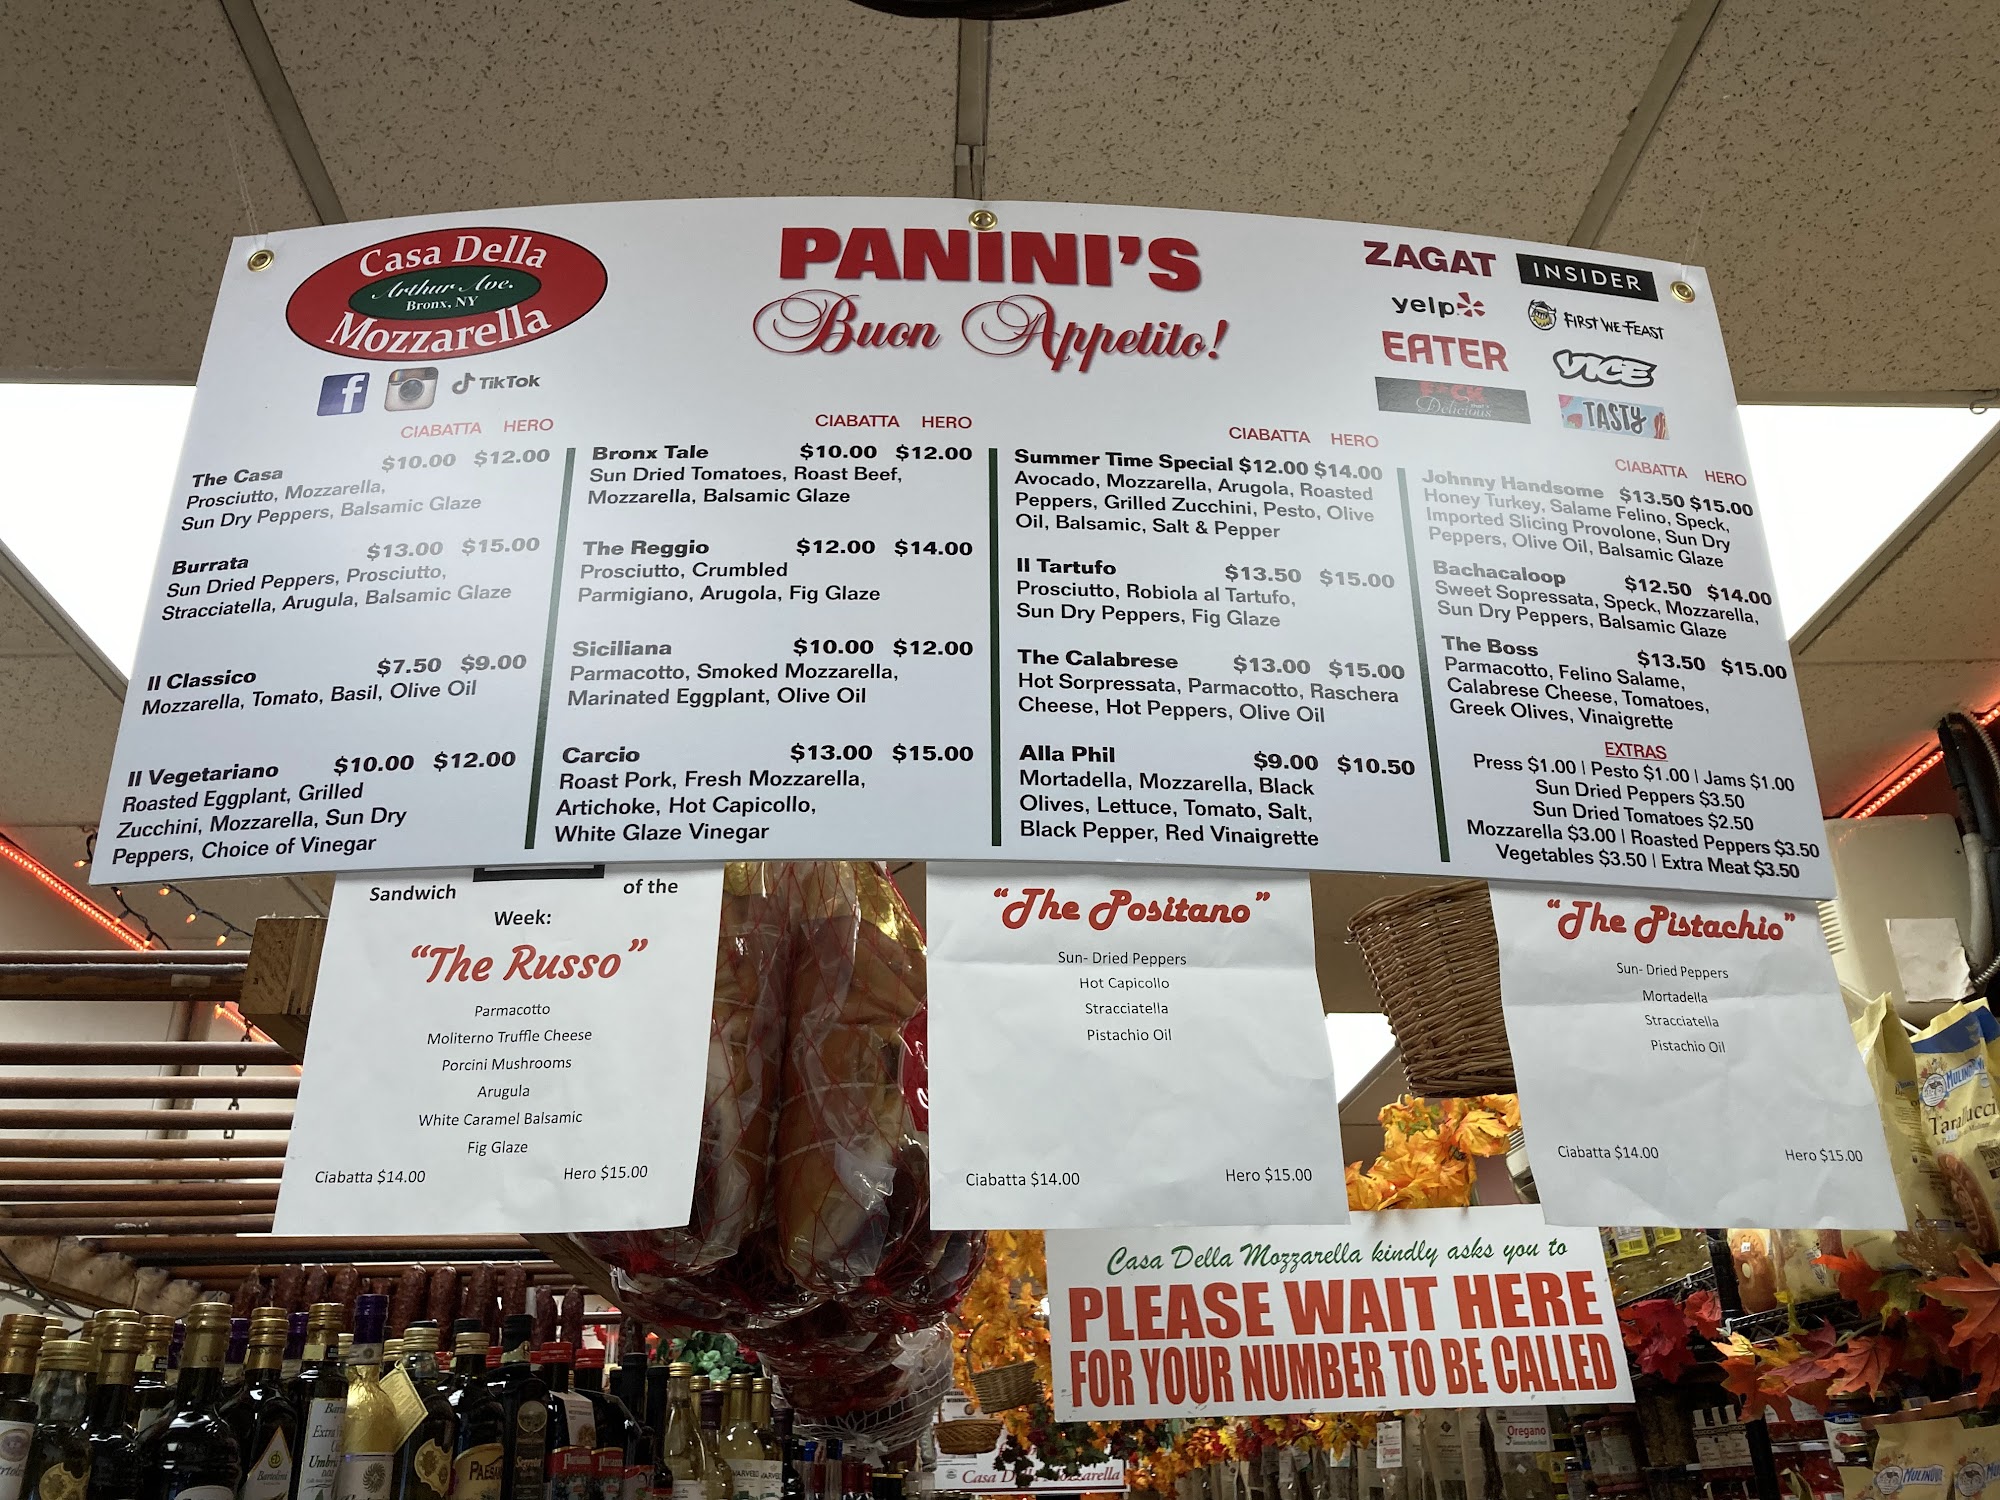 Casa Della
Arthur Ave.
Bronx, NY
Mozzarella
f
TikTok
PANINI'S
Buon Appetito!
ZAGAT
INSIDER
yelp
FIRST WE FEAST
EATER
VICE
F*CK
that's
Delicious
TASTY
CIABATTA HERO
The Casa $10.00 $12.00
Prosciutto, Mozzarella,
Sun Dry Peppers, Balsamic Glaze
Burrata $13.00 $15.00
Sun Dried Peppers, Prosciutto,
Stracciatella, Arugula, Balsamic Glaze
Il Classico $7.50 $9.00
Mozzarella, Tomato, Basil, Olive Oil
Il Vegetariano $10.00 $12.00
Roasted Eggplant, Grilled
Zucchini, Mozzarella, Sun Dry
Peppers, Choice of Vinegar
CIABATTA HERO
Bronx Tale $10.00 $12.00
Sun Dried Tomatoes, Roast Beef,
Mozzarella, Balsamic Glaze
The Reggio $12.00 $14.00
Prosciutto, Crumbled
Parmigiano, Arugola, Fig Glaze
Siciliana $10.00 $12.00
Parmacotto, Smoked Mozzarella,
Marinated Eggplant, Olive Oil
Carcio $13.00 $15.00
Roast Pork, Fresh Mozzarella,
Artichoke, Hot Capicollo,
White Glaze Vinegar
CIABATTA HERO
Summer Time Special $12.00 $14.00
Avocado, Mozzarella, Arugola, Roasted
Peppers, Grilled Zucchini, Pesto, Olive
Oil, Balsamic, Salt & Pepper
Il Tartufo $13.50 $15.00
Prosciutto, Robiola al Tartufo,
Sun Dry Peppers, Fig Glaze
The Calabrese $13.00 $15.00
Hot Sorpressata, Parmacotto, Raschera
Cheese, Hot Peppers, Olive Oil
Alla Phil $9.00 $10.50
Mortadella, Mozzarella, Black
Olives, Lettuce, Tomato, Salt,
Black Pepper, Red Vinaigrette
CIABATTA HERO
Johnny Handsome $13.50 $15.00
Honey Turkey, Salame Felino, Speck,
Imported Slicing Provolone, Sun Dry
Peppers, Olive Oil, Balsamic Glaze
Bachacaloop $12.50 $14.00
Sweet Sopressata, Speck, Mozzarella,
Sun Dry Peppers, Balsamic Glaze
The Boss $13.50 $15.00
Parmacotto, Felino Salame,
Calabrese Cheese, Tomatoes,
Greek Olives, Vinaigrette
EXTRAS
Press $1.00 | Pesto $1.00 | Jams $1.00
Sun Dried Peppers $3.50
Sun Dried Tomatoes $2.50
Mozzarella $3.00 | Roasted Peppers $3.50
Vegetables $3.50 | Extra Meat $3.50
Sandwich of the
Week:
"The Russo"
Parmacotto
Moliterno Truffle Cheese
Porcini Mushrooms
Arugula
White Caramel Balsamic
Fig Glaze
Ciabatta $14.00 Hero $15.00
"The Positano"
Sun- Dried Peppers
Hot Capicollo
Stracciatella
Pistachio Oil
Ciabatta $14.00 Hero $15.00
"The Pistachio"
Sun- Dried Peppers
Mortadella
Stracciatella
Pistachio Oil
Ciabatta $14.00 Hero $15.00
Casa Della Mozzarella kindly asks you to
PLEASE WAIT HERE
FOR YOUR NUMBER TO BE CALLED
Oregano
Casa Della Mozzarella